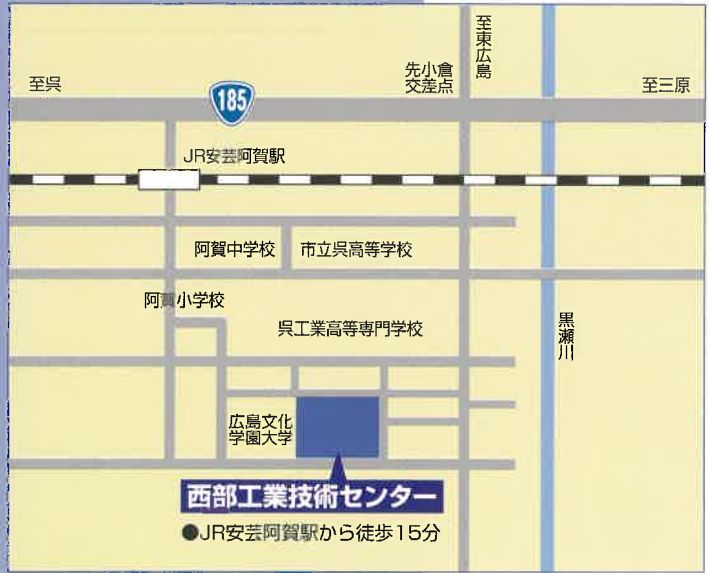 至東広島
先小倉
交差点
至呉
185
至三原
JR安芸阿賀駅
阿賀中学校
市立呉高等学校
阿賀小学校
呉工業高等専門学校
黒瀬川
広島文化
学園大学
西部工業技術センター
●JR安芸阿賀駅から徒歩15分